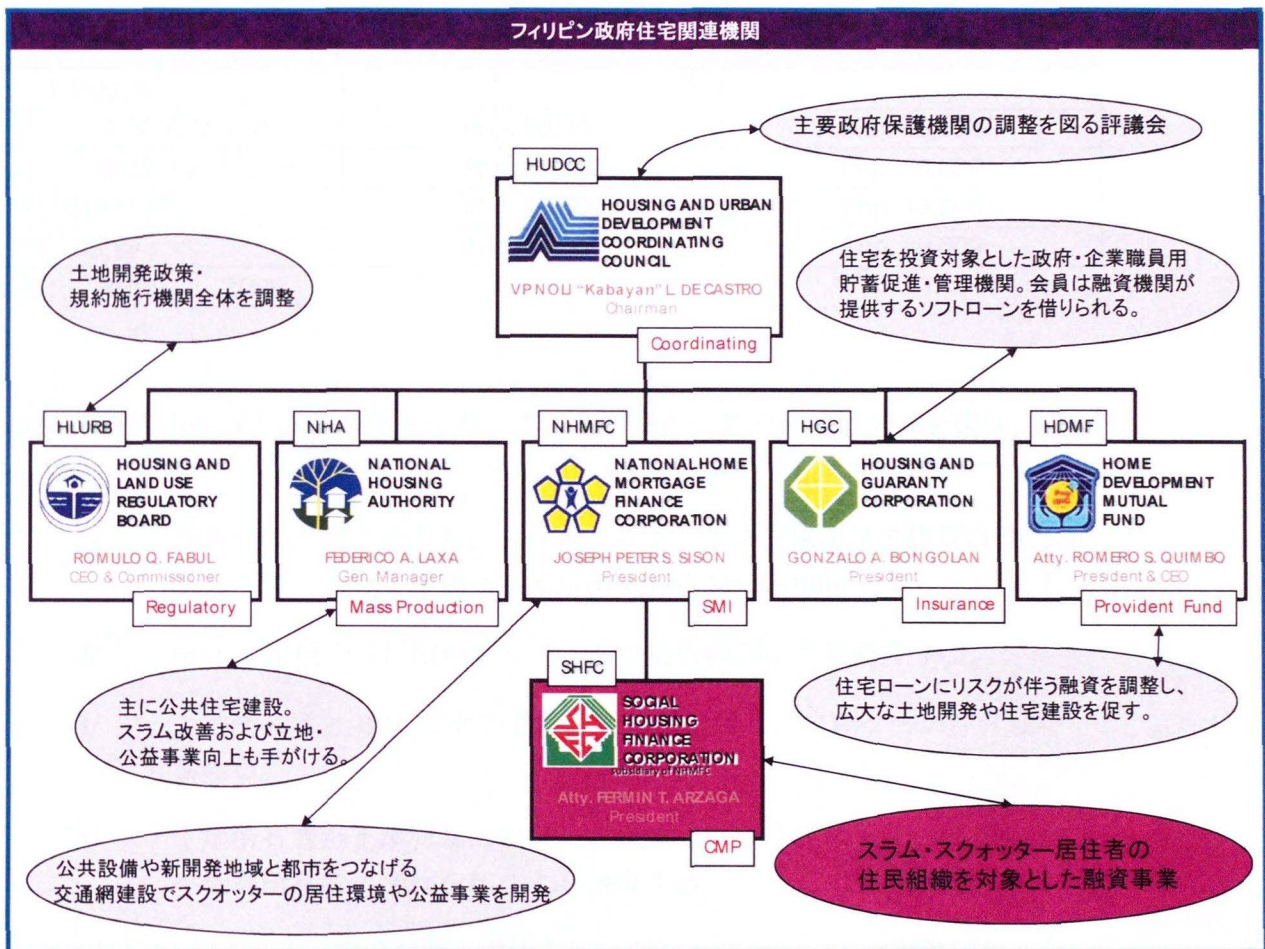 フィリピン政府住宅関連機関
主要政府保護機関の調整を図る評議会
HUDCC
HOUSING AND URBAN
DEVELOPMENT
COORDINATING
COUNCIL
VP NOLI "Kabayan" L. DE CASTRO
Chairman
Coordinating
土地開発政策・
規約施行機関全体を調整
住宅を投資対象とした政府・企業職員用
貯蓄促進・管理機関。会員は融資機関が
提供するソフトローンを借りられる。
HLURB
HOUSING AND
LAND USE
REGULATORY
BOARD
ROMULO Q. FABUL
CEO & Commissioner
Regulatory
NHA
NATIONAL
HOUSING
AUTHORITY
FEDERICO A. LAXA
Gen. Manager
Mass Production
NHMFC
NATIONAL HOME
MORTGAGE
FINANCE
CORPORATION
JOSEPH PETER S. SISON
President
SMI
HGC
HOUSING AND
GUARANTY
CORPORATION
GONZALO A. BONGOLAN
President
Insurance
HDMF
HOME
DEVELOPMENT
MUTUAL
FUND
Atty. ROMERO S. QUIMBO
President & CEO
Provident Fund
主に公共住宅建設。
スラム改善および立地・
公益事業向上も手がける。
SHFC
SOCIAL
HOUSING
FINANCE
CORPORATION
subsidiary of NHMFC
Atty. FERMIN T. ARZAGA
President
CMP
住宅ローンにリスクが伴う融資を調整し、
広大な土地開発や住宅建設を促す。
公共設備や新開発地域と都市をつなげる
交通網建設でスクオッターの居住環境や公益事業を開発
スラム・スクォッター居住者の
住民組織を対象とした融資事業